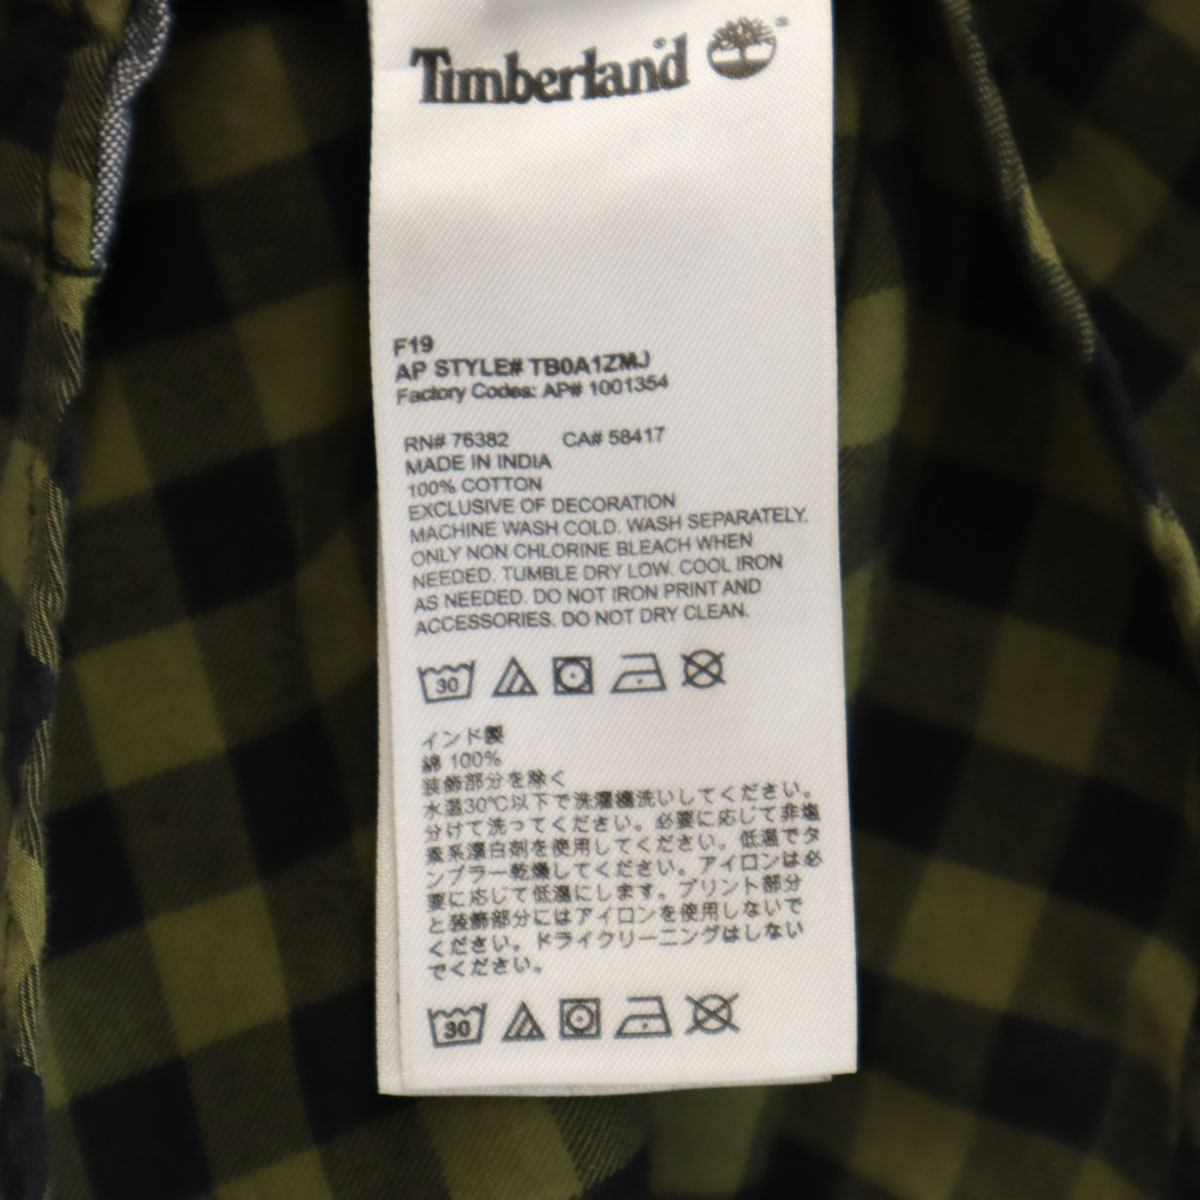 Timberland
F19
AP STYLE# TB0A1ZMJ
Factory Codes: AP# 1001354
RN# 76382 CA# 58417
MADE IN INDIA
100% COTTON
EXCLUSIVE OF DECORATION
MACHINE WASH COLD. WASH SEPARATELY.
ONLY NON CHLORINE BLEACH WHEN
NEEDED. TUMBLE DRY LOW. COOL IRON
AS NEEDED. DO NOT IRON PRINT AND
ACCESSORIES. DO NOT DRY CLEAN.
30
インド製
綿 100%
装飾部分を除く
水温30℃以下で洗濯機洗いしてください。
分けて洗ってください。必要に応じて非塩
素系漂白剤を使用してください。低温でタ
ンブラー乾燥してください。アイロンは必
要に応じて低温にします。プリント部分
と装飾部分にはアイロンを使用しないで
ください。ドライクリーニングはしない
でください。
30